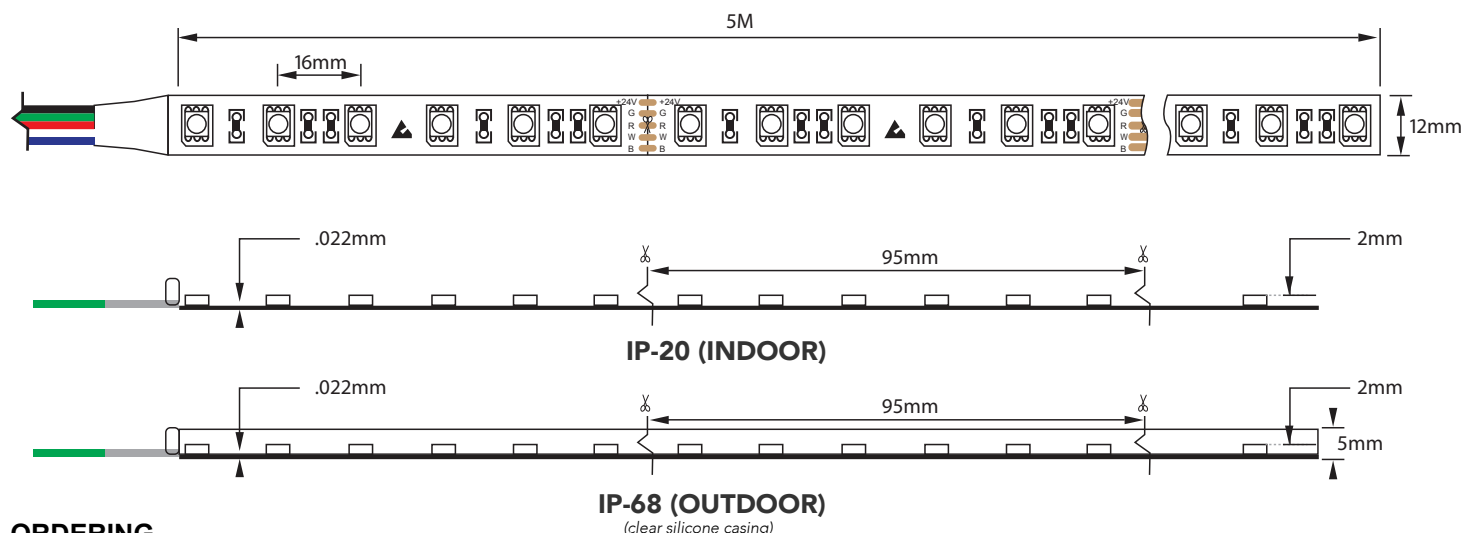 5M
16mm
+24V +24V +24V
G G G
R R R
W W W
B B B
12mm
.022mm 95mm 2mm
IP-20 (INDOOR)
.022mm 95mm 2mm
5mm
IP-68 (OUTDOOR)
(clear silicone casing)
ORDERING